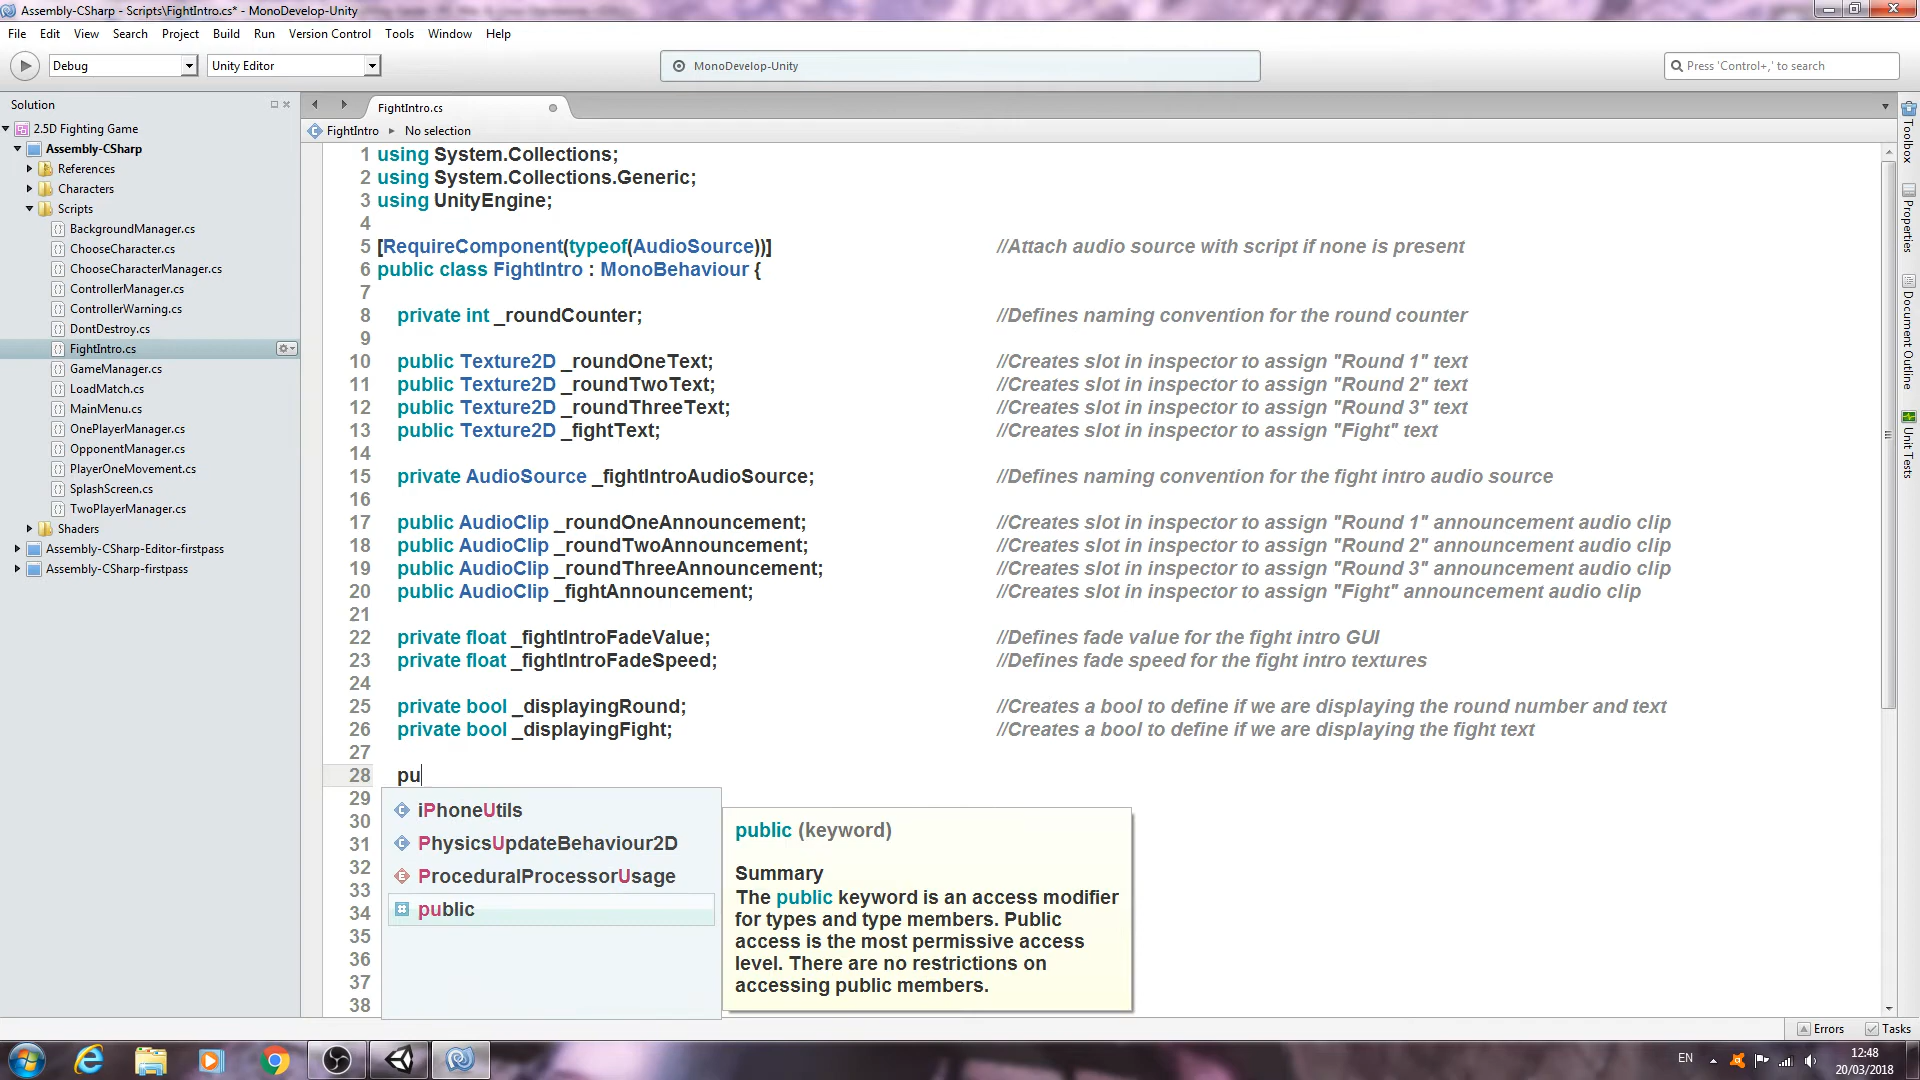 Assembly-CSharp - Scripts\FightIntro.cs* - MonoDevelop-Unity
File Edit View Search Project Build Run Version Control Tools Window Help
Debug Unity Editor MonoDevelop-Unity Press 'Control+,' to search
Solution
2.5D Fighting Game
Assembly-CSharp
References
Characters
Scripts
BackgroundManager.cs
ChooseCharacter.cs
ChooseCharacterManager.cs
ControllerManager.cs
ControllerWarning.cs
DontDestroy.cs
FightIntro.cs
GameManager.cs
LoadMatch.cs
MainMenu.cs
OnePlayerManager.cs
OpponentManager.cs
PlayerOneMovement.cs
SplashScreen.cs
TwoPlayerManager.cs
Shaders
Assembly-CSharp-Editor-firstpass
Assembly-CSharp-firstpass
FightIntro.cs
FightIntro No selection
1 using System.Collections;
2 using System.Collections.Generic;
3 using UnityEngine;
4
5 [RequireComponent(typeof(AudioSource))] //Attach audio source with script if none is present
6 public class FightIntro : MonoBehaviour {
7
8 private int _roundCounter; //Defines naming convention for the round counter
9
10 public Texture2D _roundOneText; //Creates slot in inspector to assign "Round 1" text
11 public Texture2D _roundTwoText; //Creates slot in inspector to assign "Round 2" text
12 public Texture2D _roundThreeText; //Creates slot in inspector to assign "Round 3" text
13 public Texture2D _fightText; //Creates slot in inspector to assign "Fight" text
14
15 private AudioSource _fightIntroAudioSource; //Defines naming convention for the fight intro audio source
16
17 public AudioClip _roundOneAnnouncement; //Creates slot in inspector to assign "Round 1" announcement audio clip
18 public AudioClip _roundTwoAnnouncement; //Creates slot in inspector to assign "Round 2" announcement audio clip
19 public AudioClip _roundThreeAnnouncement; //Creates slot in inspector to assign "Round 3" announcement audio clip
20 public AudioClip _fightAnnouncement; //Creates slot in inspector to assign "Fight" announcement audio clip
21
22 private float _fightIntroFadeValue; //Defines fade value for the fight intro GUI
23 private float _fightIntroFadeSpeed; //Defines fade speed for the fight intro textures
24
25 private bool _displayingRound; //Creates a bool to define if we are displaying the round number and text
26 private bool _displayingFight; //Creates a bool to define if we are displaying the fight text
27
28 pu
29
30
31
32
33
34
35
36
37
38
iPhoneUtils
PhysicsUpdateBehaviour2D
ProceduralProcessorUsage
public
public (keyword)
Summary
The public keyword is an access modifier
for types and type members. Public
access is the most permissive access
level. There are no restrictions on
accessing public members.
Toolbox
Properties
Document Outline
Unit Tests
Errors Tasks
EN
12:48
20/03/2018